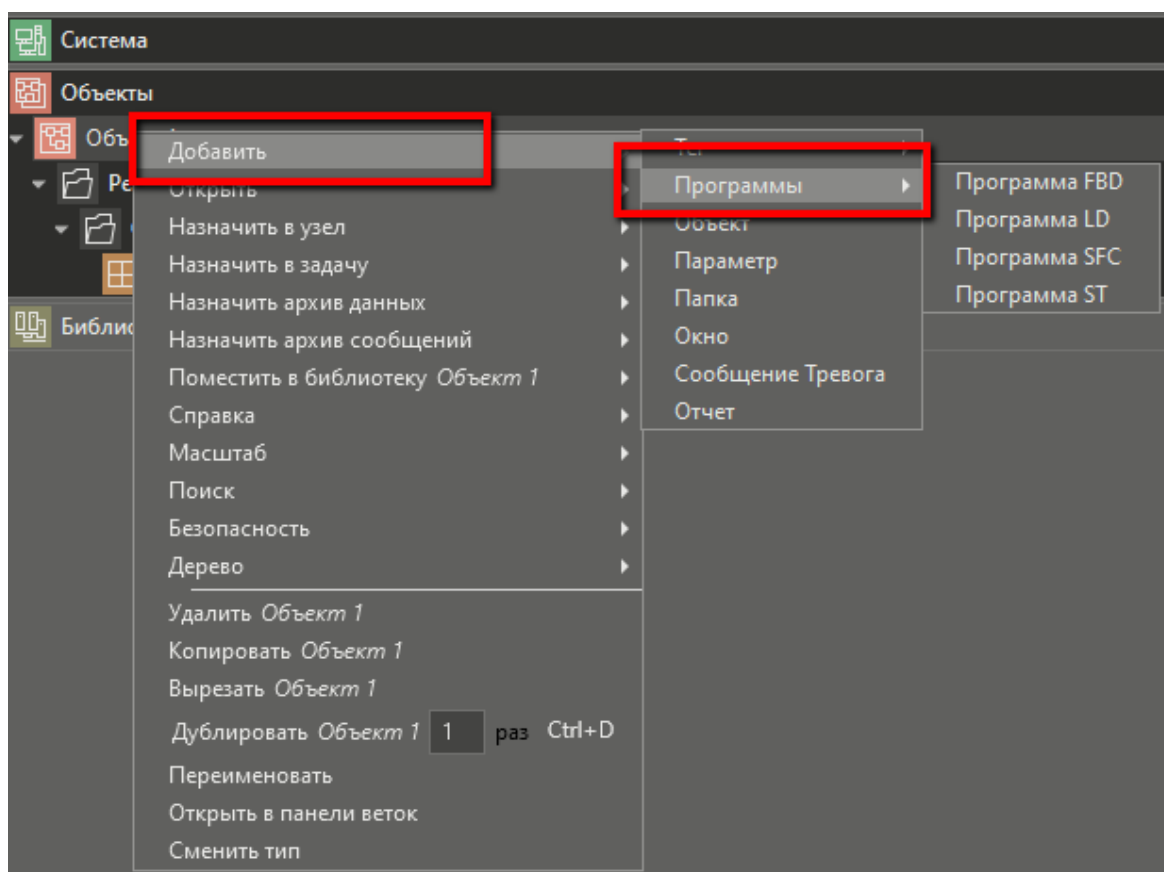 Система
Объекты
Добавить
Открыть
Назначить в узел
Назначить в задачу
Назначить архив данных
Назначить архив сообщений
Поместить в библиотеку Объект 1
Справка
Масштаб
Поиск
Безопасность
Дерево
Удалить Объект 1
Копировать Объект 1
Вырезать Объект 1
Дублировать Объект 1 1 раз Ctrl+D
Переименовать
Открыть в панели веток
Сменить тип
Тег
Программы
Объект
Параметр
Папка
Окно
Сообщение Тревога
Отчет
Программа FBD
Программа LD
Программа SFC
Программа ST